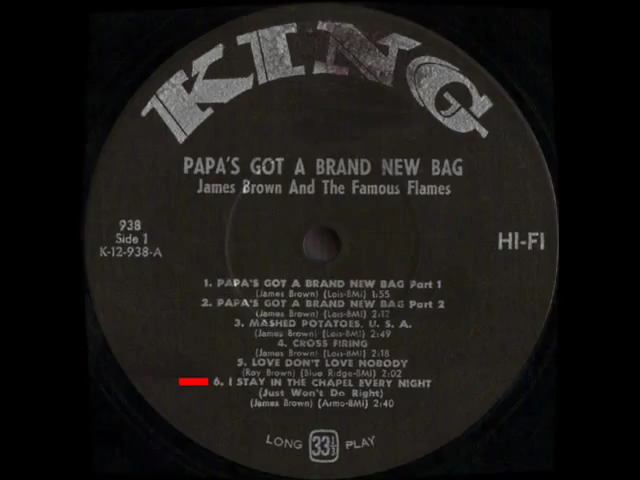 KING
PAPA'S GOT A BRAND NEW BAG
James Brown And The Famous Flames
938
Side 1
K-12-938-A
HI-FI
1. PAPA'S GOT A BRAND NEW BAG Part 1
(James Brown) (Lois-BMI) 1:55
2. PAPA'S GOT A BRAND NEW BAG Part 2
(James Brown) (Lois-BMI) 2:12
3. MASHED POTATOES, U. S. A.
(James Brown) (Lois-BMI) 2:49
4. CROSS FIRING
(James Brown) (Lois-BMI) 2:18
5. LOVE DON'T LOVE NOBODY
(Roy Brown) (Blue Ridge-BMI) 2:02
6. I STAY IN THE CHAPEL EVERY NIGHT
(Just Won't Do Right)
(James Brown) (Armo-BMI) 2:40
LONG 33 1/3 PLAY